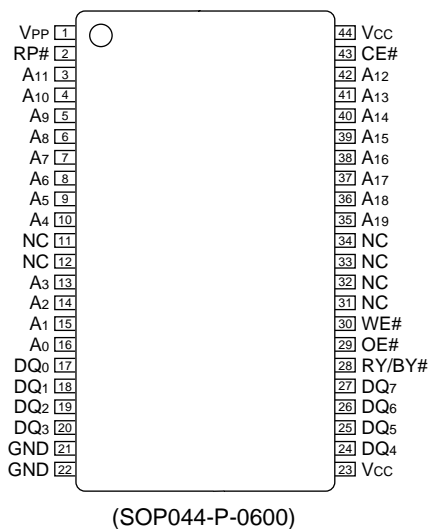 VPP 1 44 VCC
RP# 2 43 CE#
A11 3 42 A12
A10 4 41 A13
A9 5 40 A14
A8 6 39 A15
A7 7 38 A16
A6 8 37 A17
A5 9 36 A18
A4 10 35 A19
NC 11 34 NC
NC 12 33 NC
A3 13 32 NC
A2 14 31 NC
A1 15 30 WE#
A0 16 29 OE#
DQ0 17 28 RY/BY#
DQ1 18 27 DQ7
DQ2 19 26 DQ6
DQ3 20 25 DQ5
GND 21 24 DQ4
GND 22 23 VCC
(SOP044-P-0600)